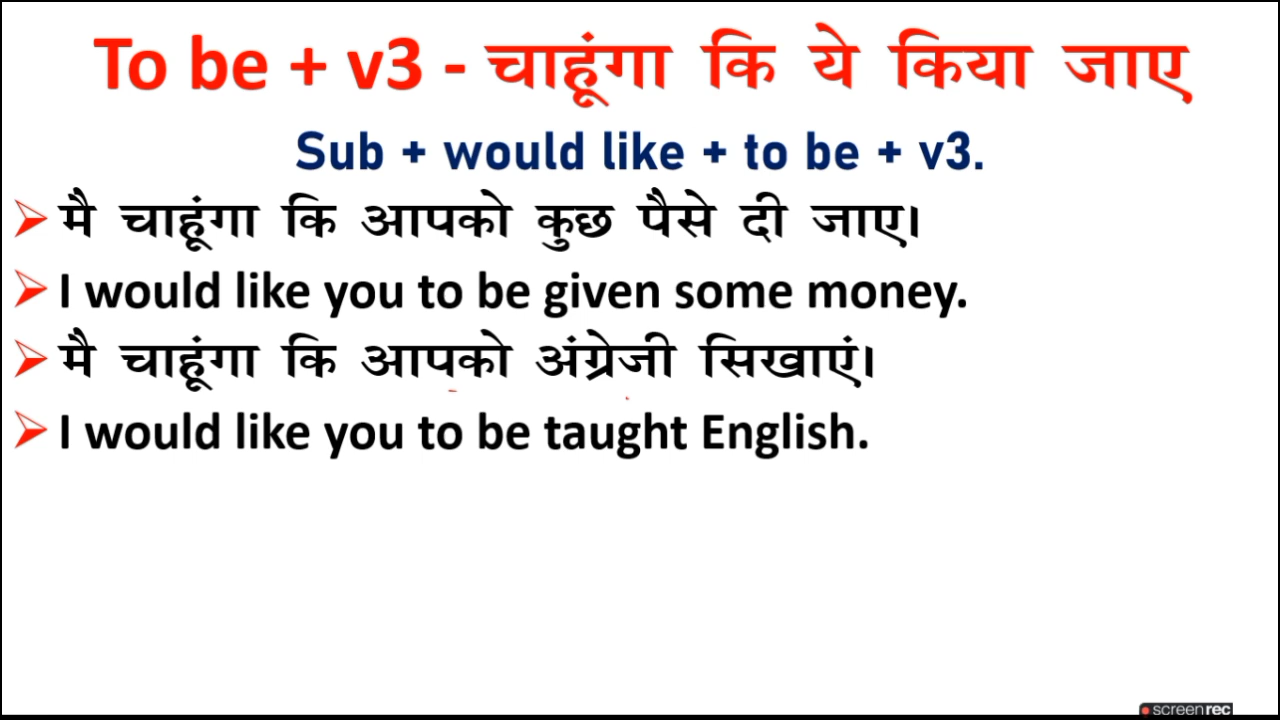 To be + v3 - चाहूंगा कि ये किया जाए
Sub + would like + to be + v3.
➢ मै चाहूंगा कि आपको कुछ पैसे दी जाए।
➢ I would like you to be given some money.
➢ मै चाहूंगा कि आपको अंग्रेजी सिखाएं।
➢ I would like you to be taught English.
screenrec